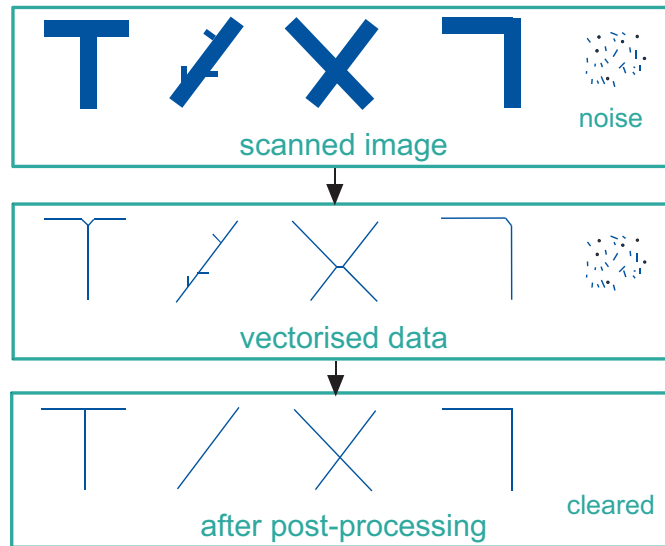 noise
scanned image
vectorised data
cleared
after post-processing